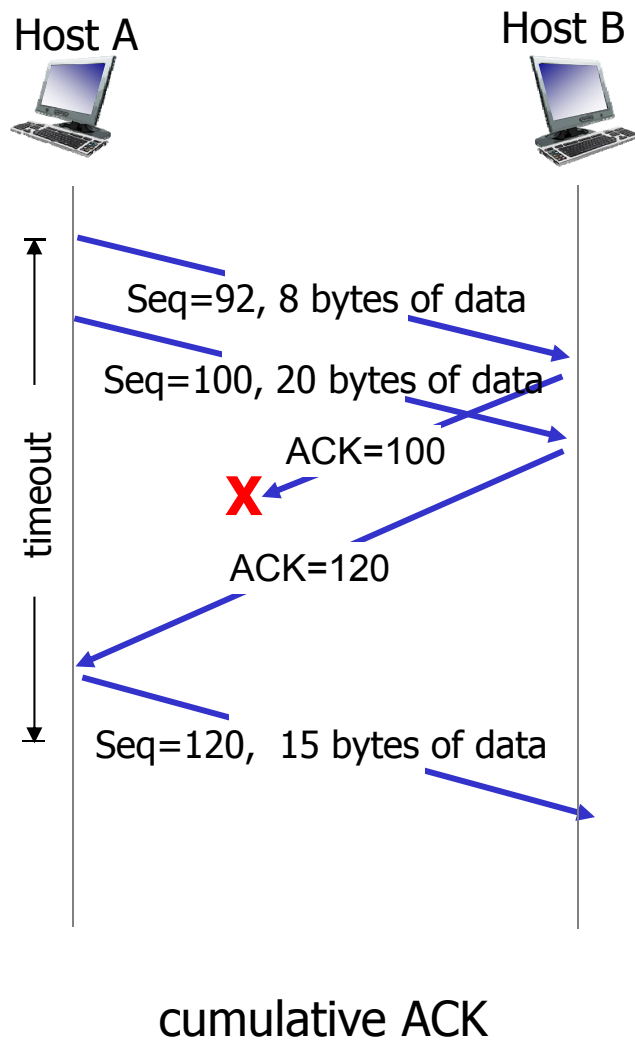 Host A
Host B
Seq=92, 8 bytes of data
Seq=100, 20 bytes of data
ACK=100
X
timeout
ACK=120
Seq=120, 15 bytes of data
cumulative ACK